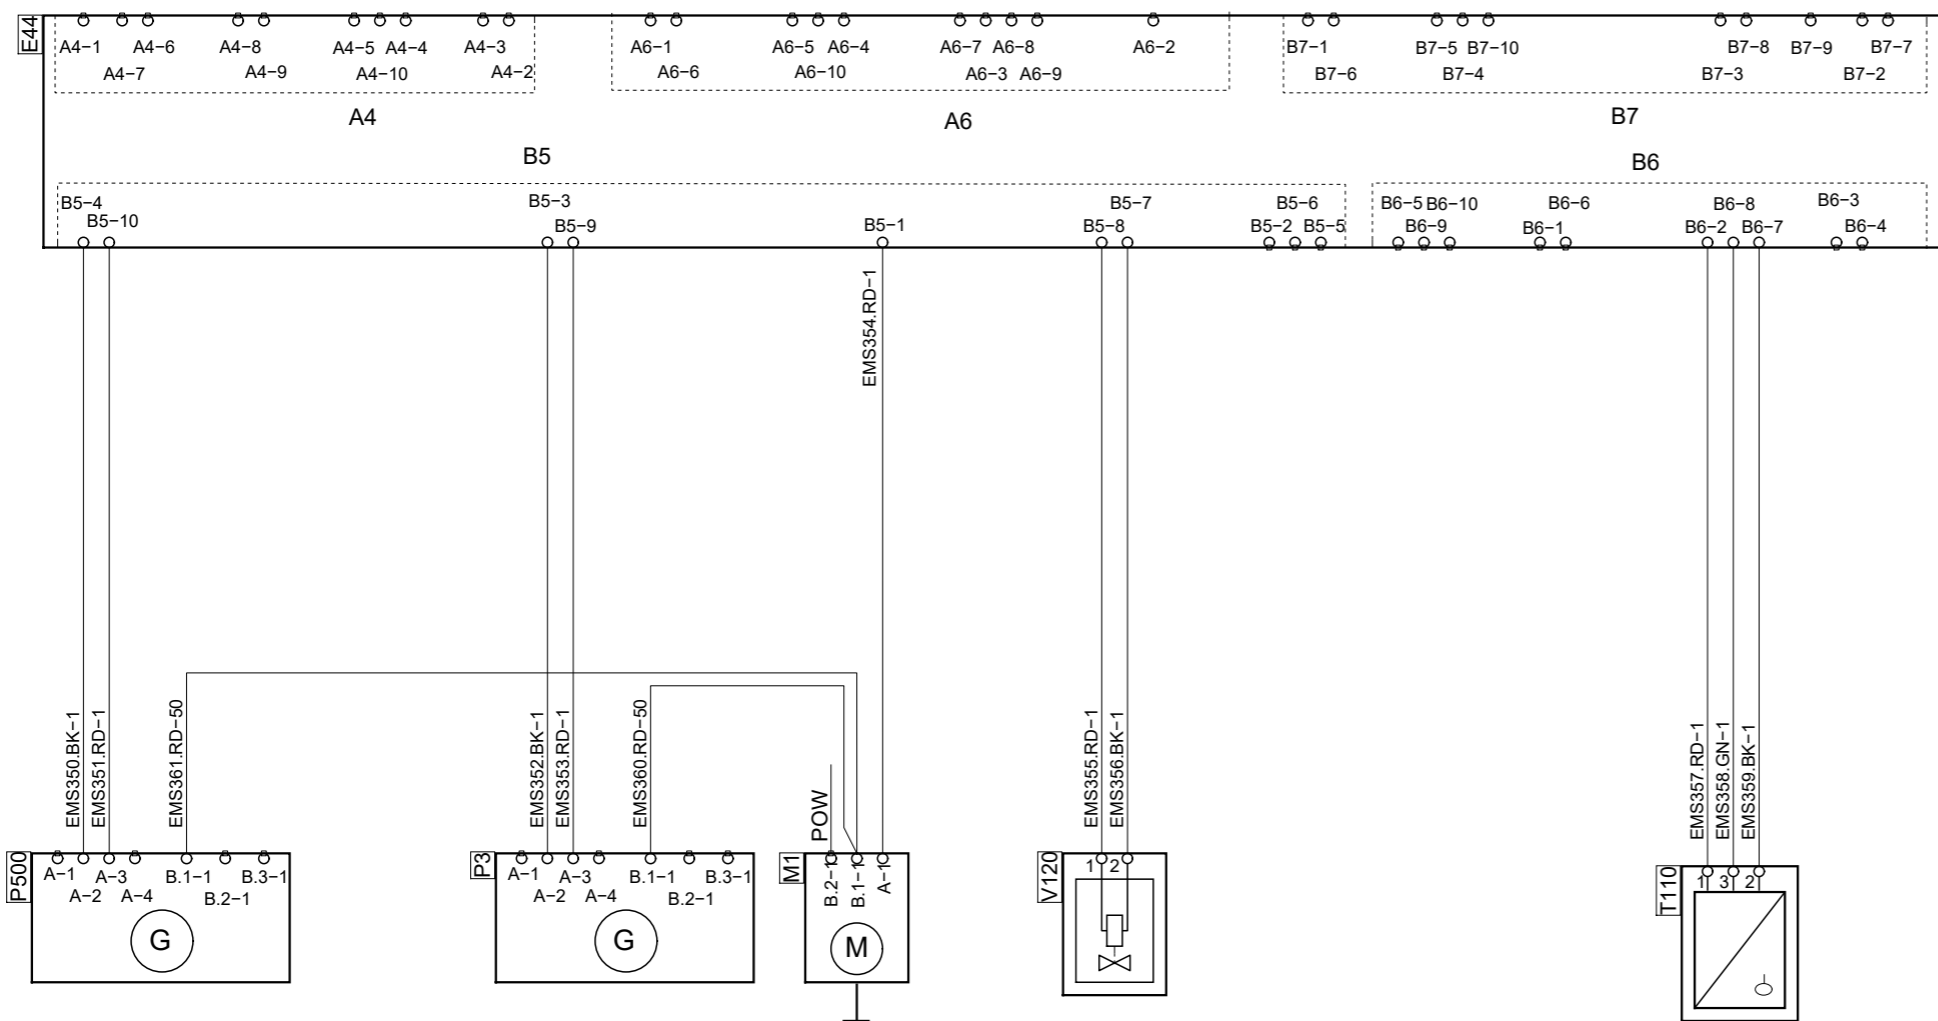 E44
A4-1 A4-6 A4-8 A4-5 A4-4 A4-3 A6-1 A6-5 A6-4 A6-7 A6-8 A6-2 B7-1 B7-5 B7-10 B7-8 B7-9 B7-7
A4-7 A4-9 A4-10 A4-2 A6-6 A6-10 A6-3 A6-9 B7-6 B7-4 B7-3 B7-2
A4 A6 B7
B5 B6
B5-4 B5-3 B5-7 B5-6 B6-5 B6-10 B6-6 B6-8 B6-3
B5-10 B5-9 B5-1 B5-8 B5-2 B5-5 B6-9 B6-1 B6-2 B6-7 B6-4
EMS354.RD-1
EMS350.BK-1
EMS351.RD-1
EMS361.RD-50
EMS352.BK-1
EMS353.RD-1
EMS360.RD-50
POW
EMS355.RD-1
EMS356.BK-1
EMS357.RD-1
EMS358.GN-1
EMS359.BK-1
P500
A-1 A-3 B.1-1 B.3-1
A-2 A-4 B.2-1
G
P3
A-1 A-3 B.1-1 B.3-1
A-2 A-4 B.2-1
G
M1
B.2-1
B.1-1
A-1
M
V120
1 2
T110
1 3 2